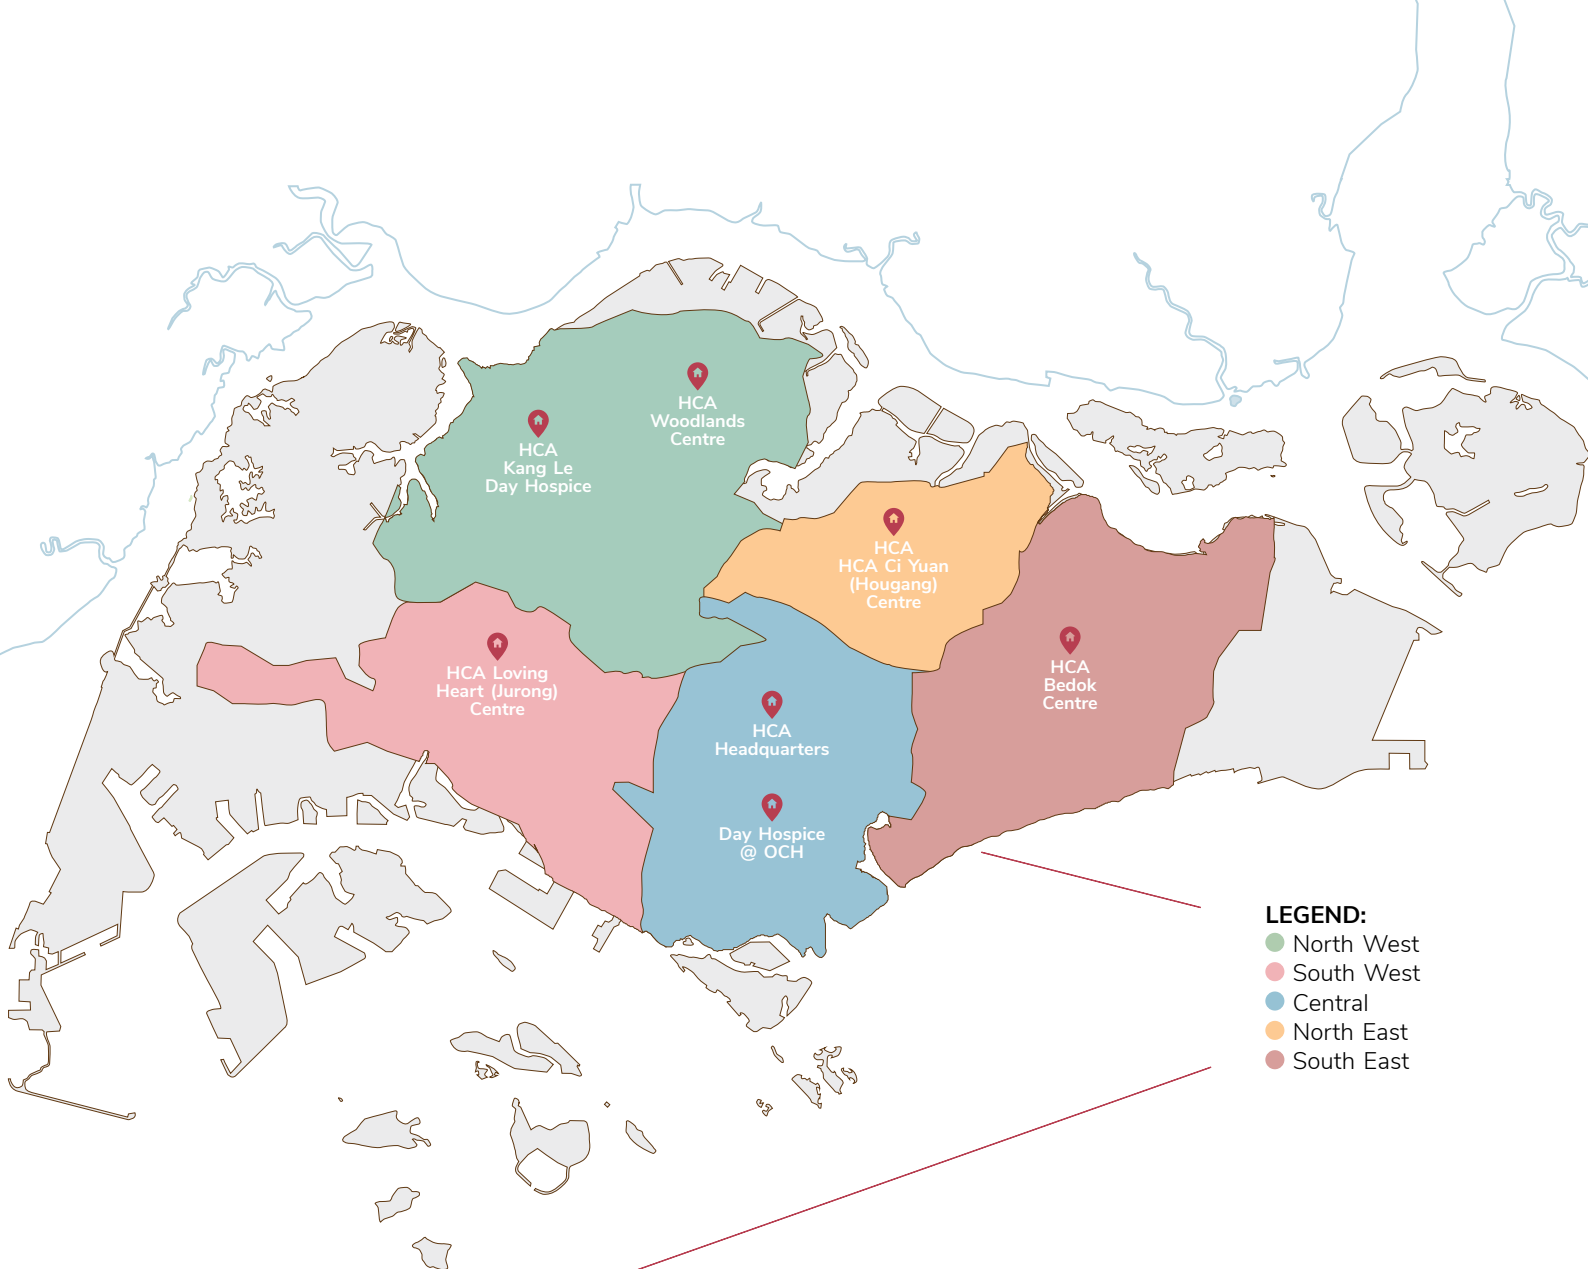 HCA
Woodlands
Centre
HCA
Kang Le
Day Hospice
HCA
HCA Ci Yuan
(Hougang)
Centre
HCA Loving
Heart (Jurong)
Centre
HCA
Bedok
Centre
HCA
Headquarters
Day Hospice
@ OCH
LEGEND:
North West
South West
Central
North East
South East